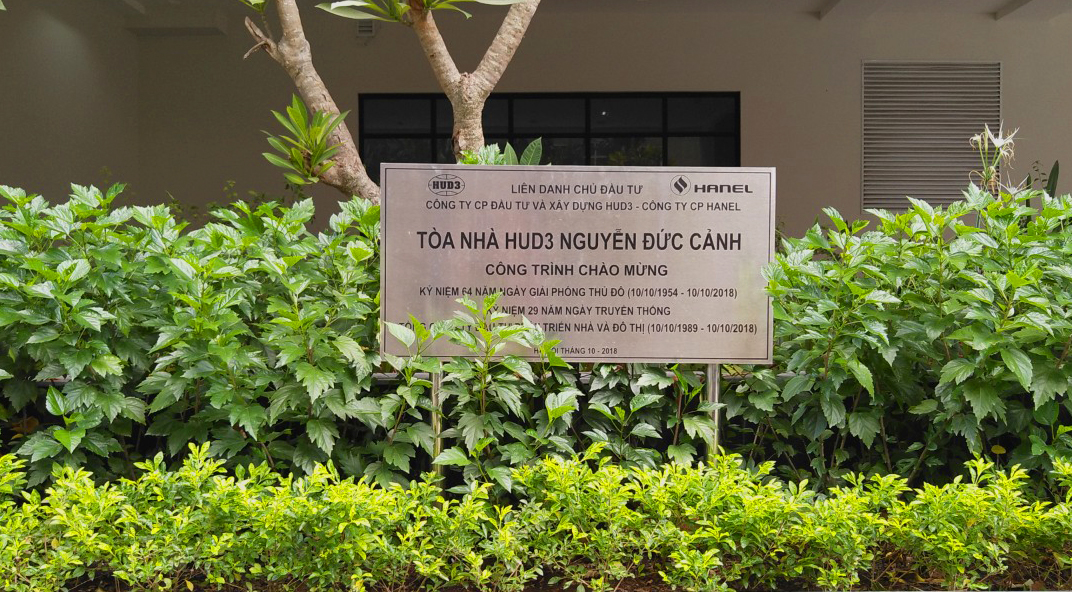 HUD3
LIÊN DANH CHỦ ĐẦU TƯ
HANEL
CÔNG TY CP ĐẦU TƯ VÀ XÂY DỰNG HUD3 - CÔNG TY CP HANEL
TÒA NHÀ HUD3 NGUYỄN ĐỨC CẢNH
CÔNG TRÌNH CHÀO MỪNG
KỶ NIỆM 64 NĂM NGÀY GIẢI PHÓNG THỦ ĐÔ (10/10/1954 - 10/10/2018)
NIỆM 29 NĂM NGÀY TRUYỀN THÔNG
TRIỂN NHÀ VÀ ĐÔ THỊ (10/10/1989 - 10/10/2018)
HÀ NỘI THÁNG 10 - 2018